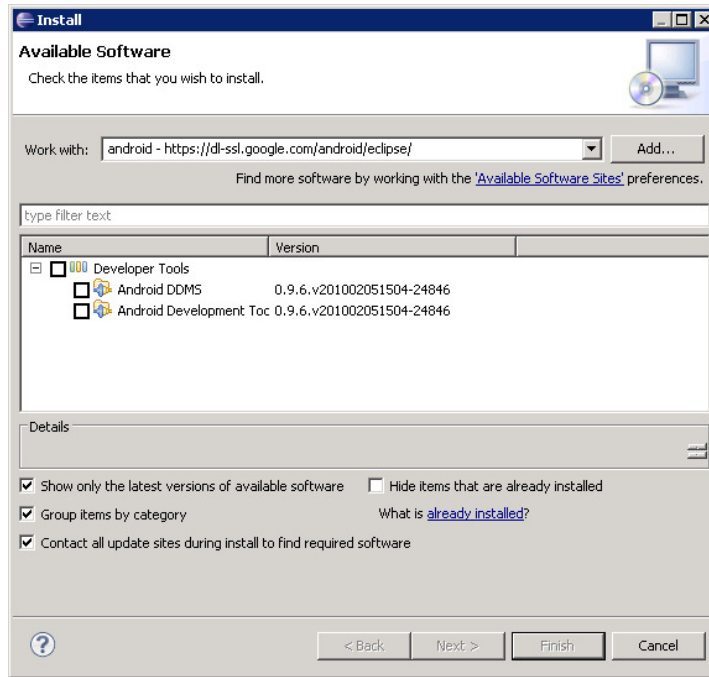 Install
Available Software
Check the items that you wish to install.
Work with: android - https://dl-ssl.google.com/android/eclipse/ Add...
Find more software by working with the 'Available Software Sites' preferences.
type filter text
Name Version
Developer Tools
Android DDMS 0.9.6.v201002051504-24846
Android Development Toc 0.9.6.v201002051504-24846
Details
Show only the latest versions of available software Hide items that are already installed
Group items by category What is already installed?
Contact all update sites during install to find required software
? < Back Next > Finish Cancel